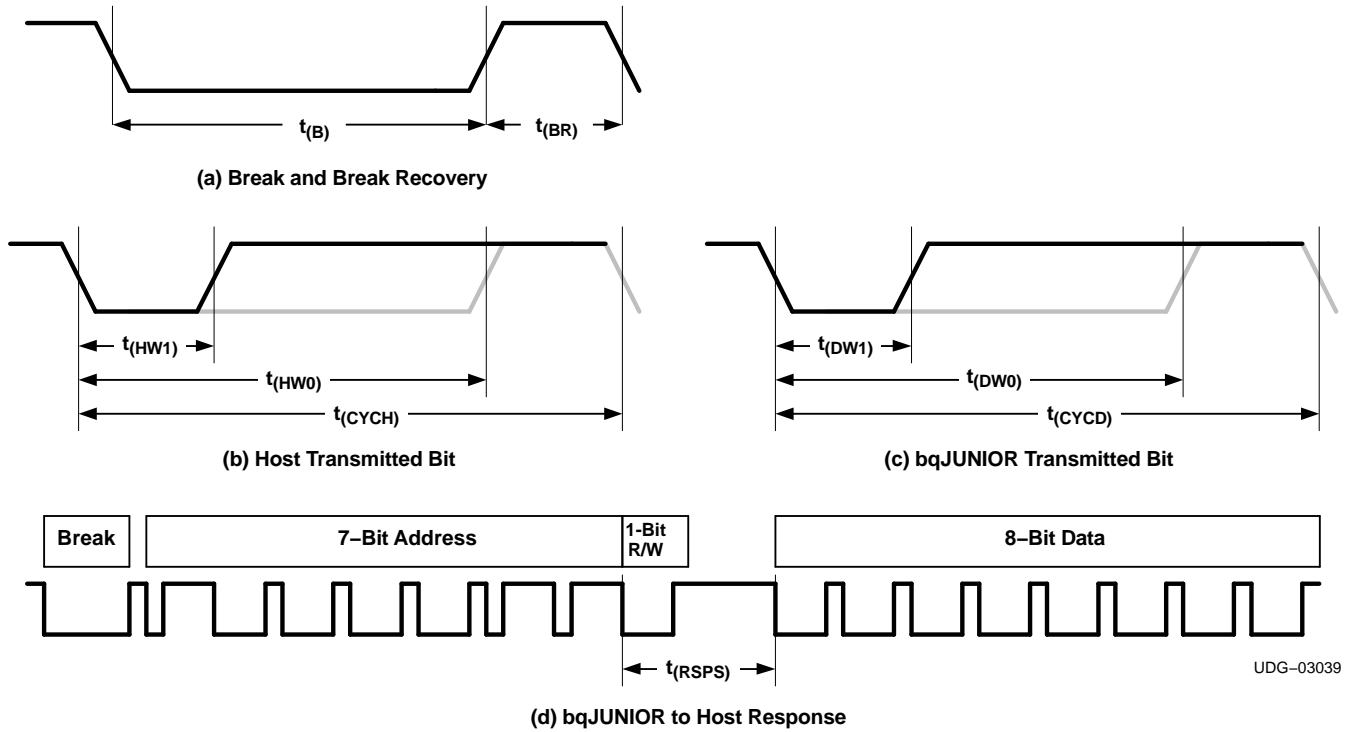 t(B)
t(BR)
(a) Break and Break Recovery
t(HW1)
t(HW0)
t(CYCH)
(b) Host Transmitted Bit
t(DW1)
t(DW0)
t(CYCD)
(c) bqJUNIOR Transmitted Bit
Break
7−Bit Address
1-Bit
R/W
8−Bit Data
t(RSPS)
UDG−03039
(d) bqJUNIOR to Host Response